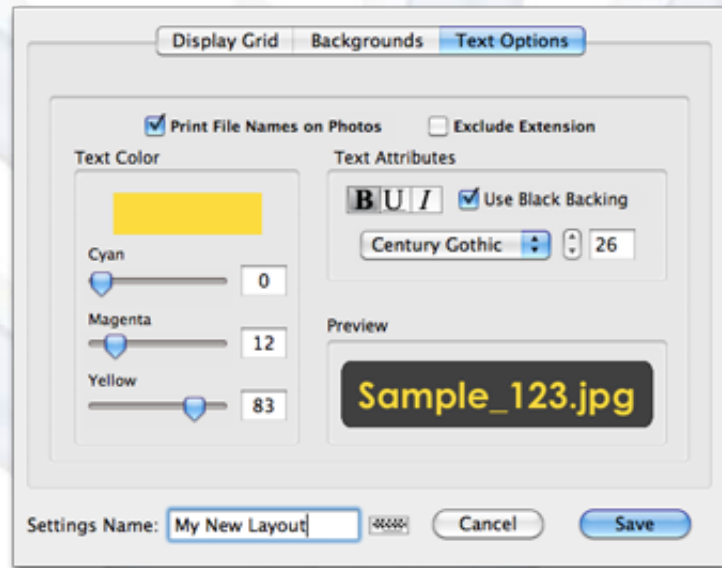 Display Grid Backgrounds Text Options
Print File Names on Photos Exclude Extension
Text Color
Cyan
0
Magenta
12
Yellow
83
Text Attributes
B U I Use Black Backing
Century Gothic 26
Preview
Sample_123.jpg
Settings Name: My New Layout Cancel Save